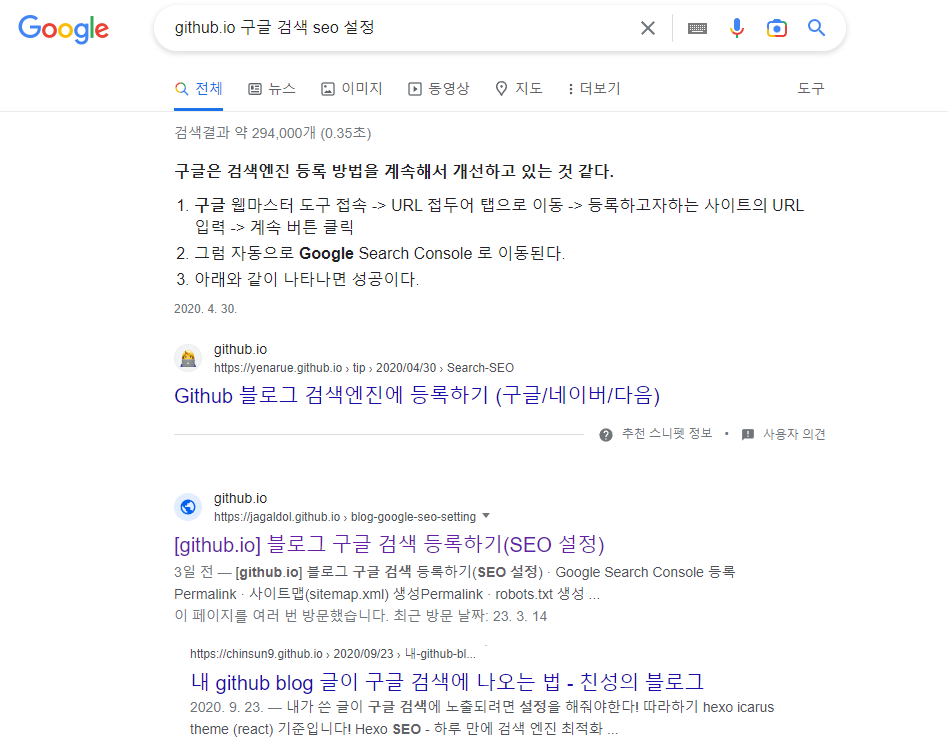 Google
github.io 구글 검색 seo 설정
전체 뉴스 이미지 동영상 지도 더보기 도구
검색결과 약 294,000개 (0.35초)
구글은 검색엔진 등록 방법을 계속해서 개선하고 있는 것 같다.
1. 구글 웹마스터 도구 접속 -> URL 접두어 탭으로 이동 -> 등록하고자하는 사이트의 URL
입력 -> 계속 버튼 클릭
2. 그럼 자동으로 Google Search Console 로 이동된다.
3. 아래와 같이 나타나면 성공이다.
2020. 4. 30.
github.io
https://yenarue.github.io › tip › 2020/04/30 › Search-SEO
Github 블로그 검색엔진에 등록하기 (구글/네이버/다음)
추천 스니펫 정보 • 사용자 의견
github.io
https://jagaldol.github.io › blog-google-seo-setting
[github.io] 블로그 구글 검색 등록하기(SEO 설정)
3일 전 — [github.io] 블로그 구글 검색 등록하기(SEO 설정) · Google Search Console 등록
Permalink · 사이트맵(sitemap.xml) 생성Permalink · robots.txt 생성 ...
이 페이지를 여러 번 방문했습니다. 최근 방문 날짜: 23. 3. 14
https://chinsun9.github.io › 2020/09/23 › 내-github-bl...
내 github blog 글이 구글 검색에 나오는 법 - 친성의 블로그
2020. 9. 23. — 내가 쓴 글이 구글 검색에 노출되려면 설정을 해줘야한다! 따라하기 hexo icarus
theme (react) 기준입니다! Hexo SEO - 하루 만에 검색 엔진 최적화 ...